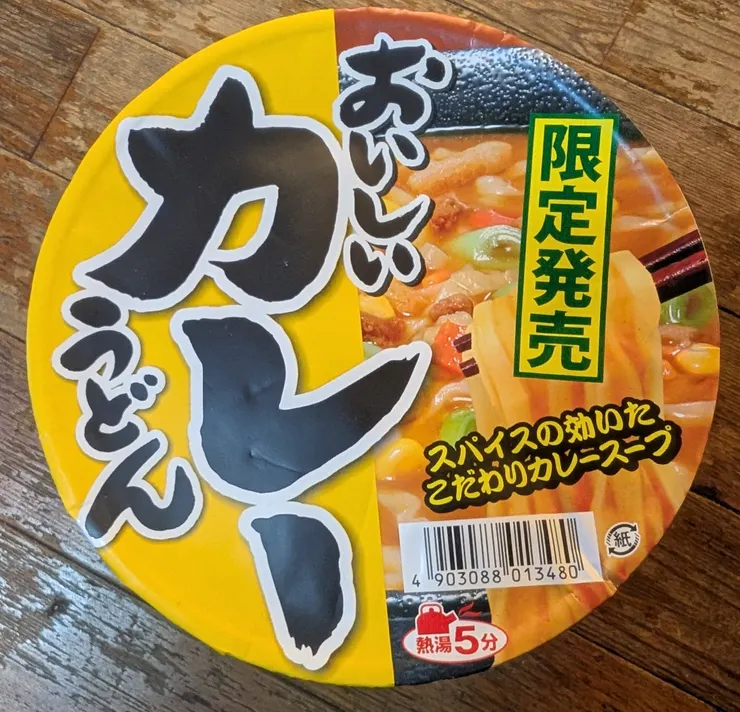 おいしい
カレー
うどん
限定発売
スパイスの効いた
こだわりカレースープ
4 903088 013480
紙
熱湯5分